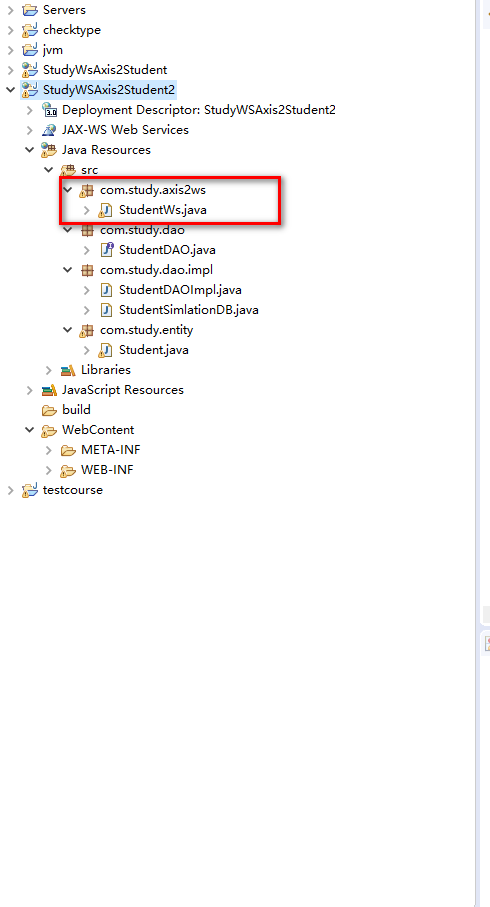 Servers
checktype
jvm
StudyWsAxis2Student
StudyWSAxis2Student2
Deployment Descriptor: StudyWSAxis2Student2
JAX-WS Web Services
Java Resources
src
com.study.axis2ws
StudentWs.java
com.study.dao
StudentDAO.java
com.study.dao.impl
StudentDAOImpl.java
StudentSimlationDB.java
com.study.entity
Student.java
Libraries
JavaScript Resources
build
WebContent
META-INF
WEB-INF
testcourse